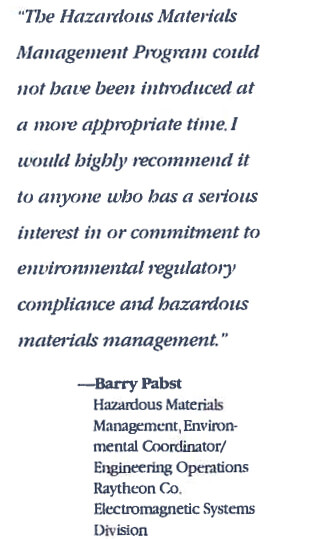 "The Hazardous Materials
Management Program could
not have been introduced at
a more appropriate time. I
would highly recommend it
to anyone who has a serious
interest in or commitment to
environmental regulatory
compliance and hazardous
materials management."
—Barry Pabst
Hazardous Materials
Management, Environ-
mental Coordinator/
Engineering Operations
Raytheon Co.
Electromagnetic Systems
Division